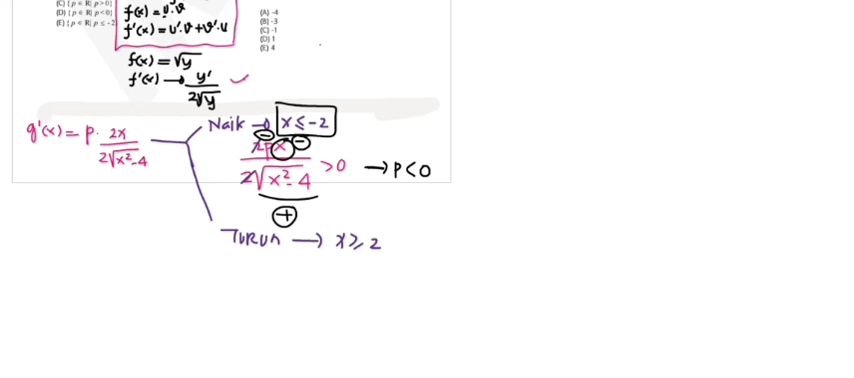 (C) { p ∈ R| p>0}
(D) { p ∈ R| p<0}
(E) { p ∈ R| p ≤ -2
f(x) = u.v
f'(x) = u'.v + v'.u
(A) -4
(B) -3
(C) -1
(D) 1
(E) 4
f(x) = √y
f'(x) → y'/2√y
g'(x) = p. 2x/2√x²-4
Naik → x ≤ -2
2px/2√x²-4 >0 → p<0
TURUN → x ≥ 2